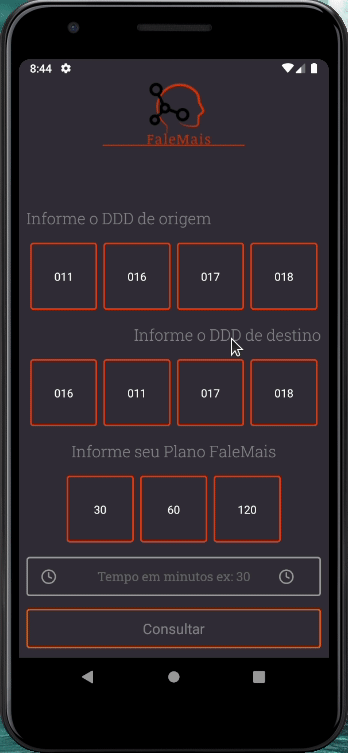 8:44
FaleMais
Informe o DDD de origem
011 016 017 018
Informe o DDD de destino
016 011 017 018
Informe seu Plano FaleMais
30 60 120
Tempo em minutos ex: 30
Consultar